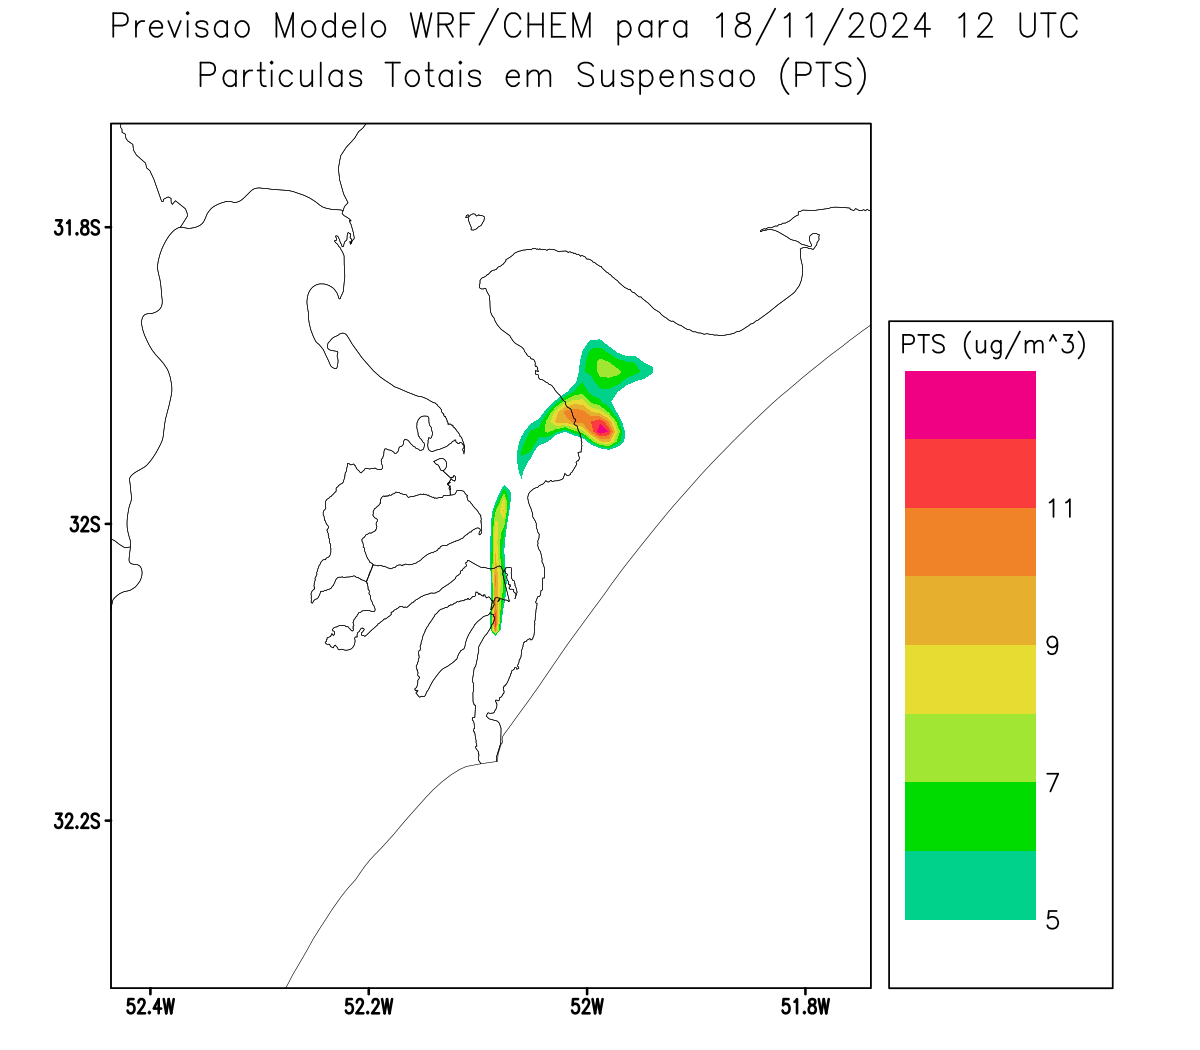 Previsao Modelo WRF/CHEM para 18/11/2024 12 UTC
Particulas Totais em Suspensao (PTS)
31.8S
32S
32.2S
52.4W
52.2W
52W
51.8W
PTS (ug/m^3)
11
9
7
5